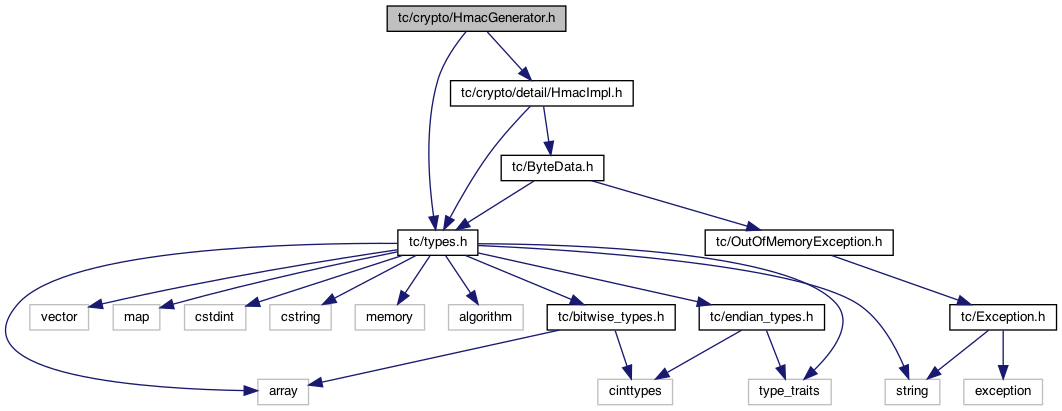 tc/crypto/HmacGenerator.h
tc/crypto/detail/HmacImpl.h
tc/ByteData.h
tc/types.h
tc/OutOfMemoryException.h
vector
map
cstdint
cstring
memory
algorithm
tc/bitwise_types.h
tc/endian_types.h
tc/Exception.h
array
cinttypes
type_traits
string
exception